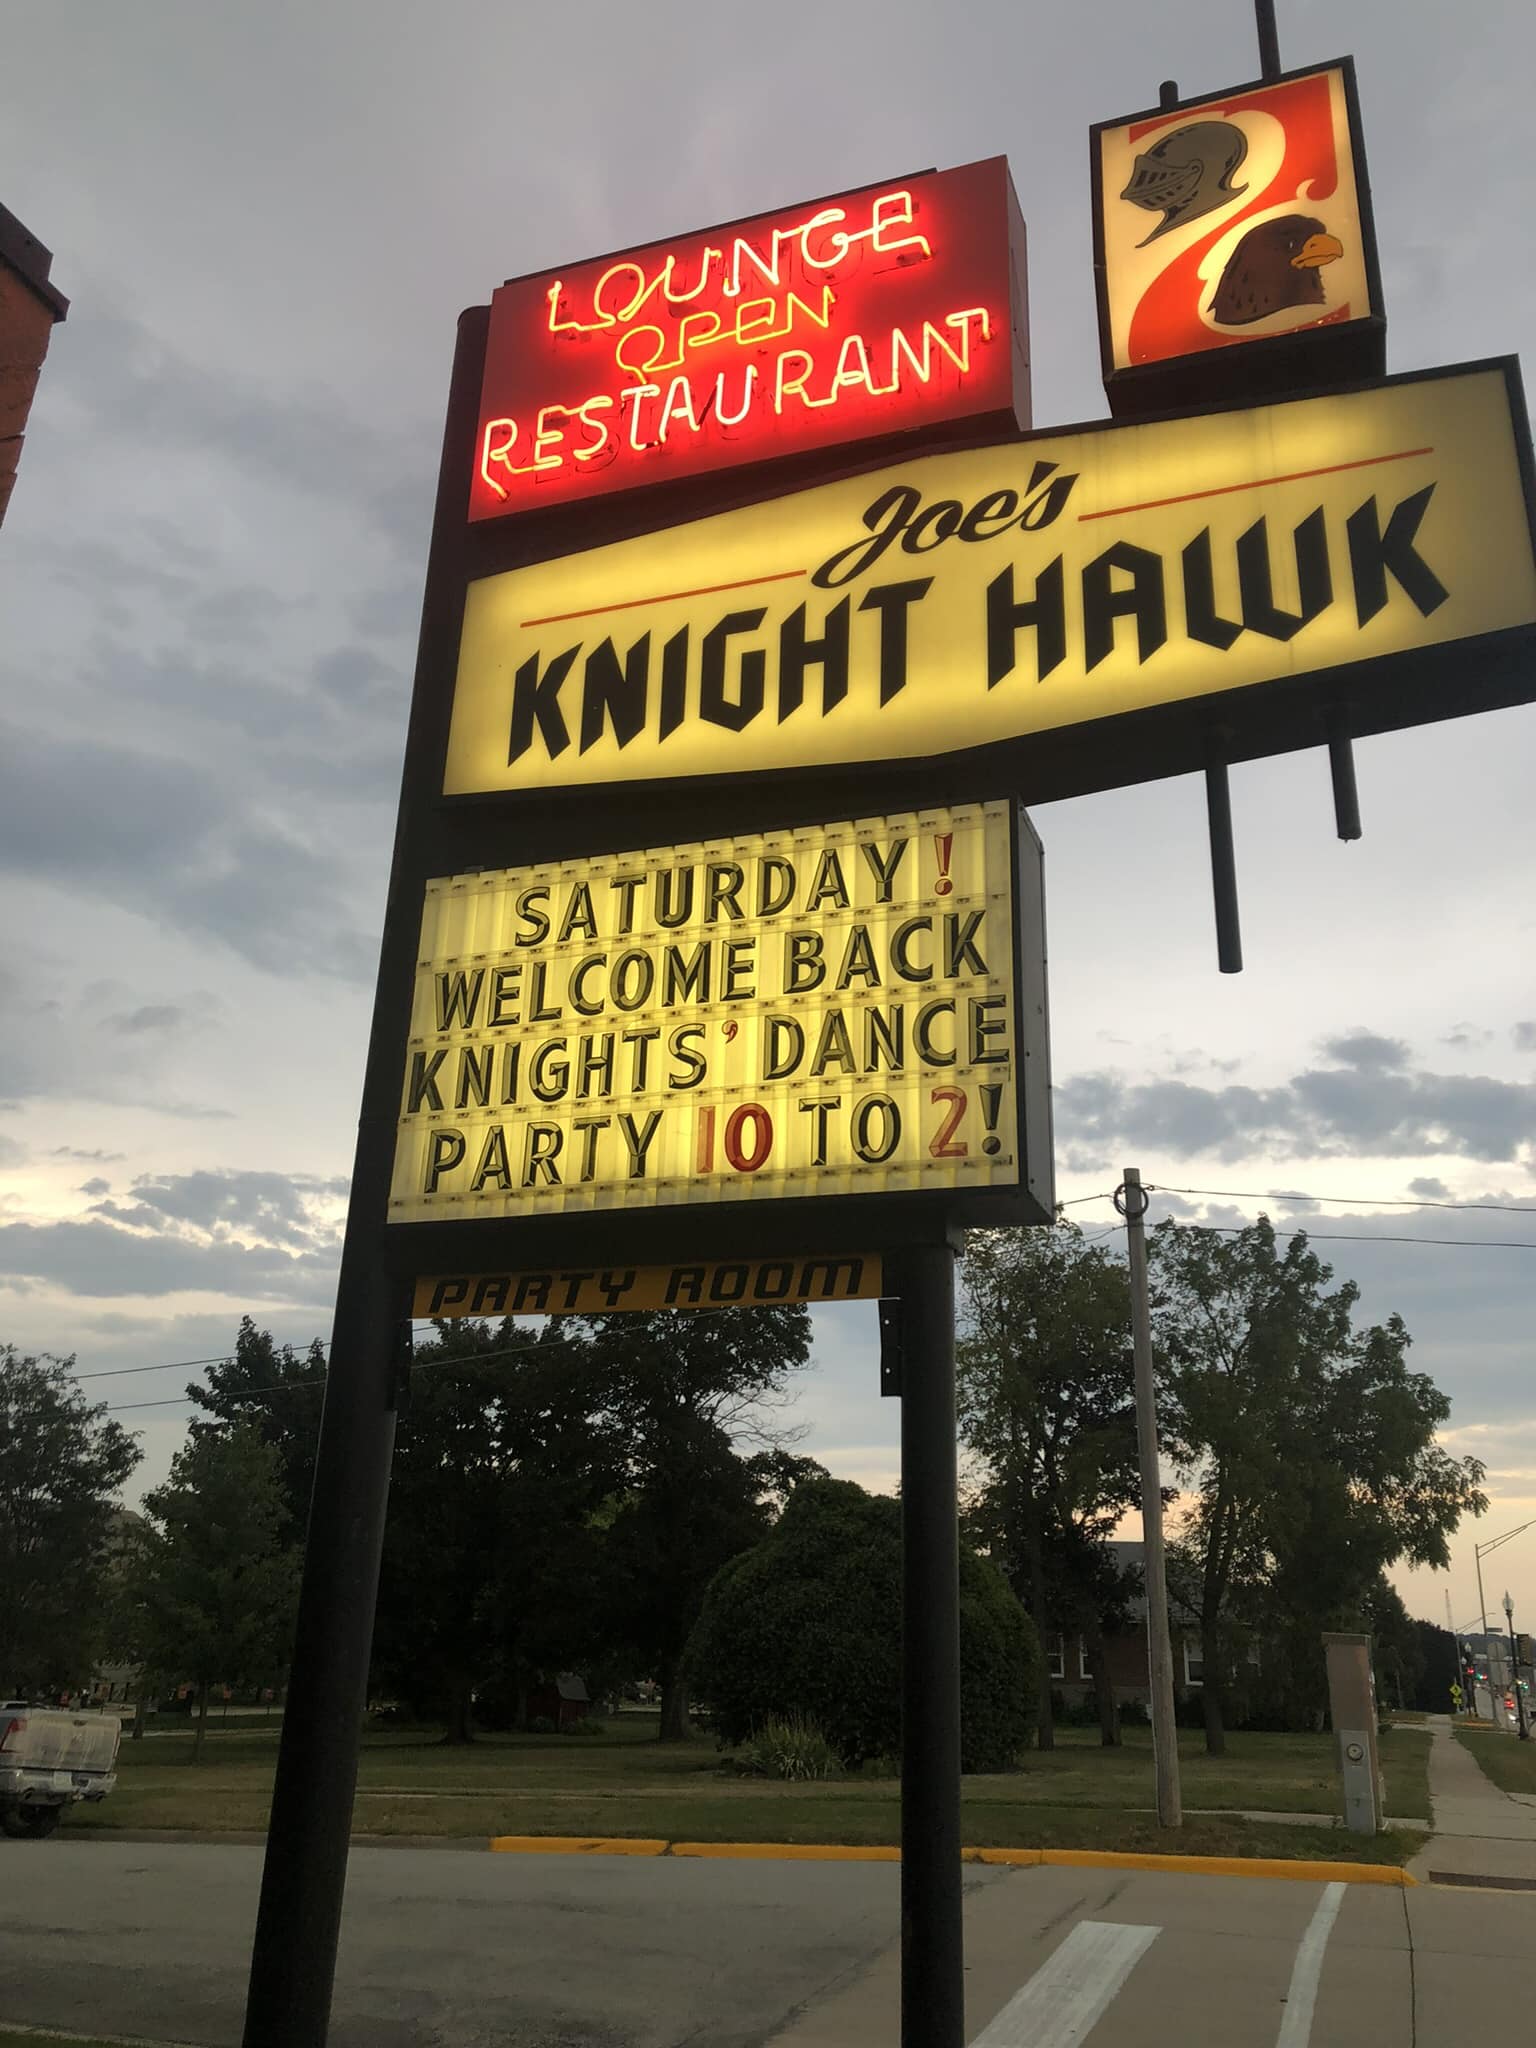 LOUNGE
OPEN
RESTAURANT
Joe's
KNIGHT HAWK
SATURDAY!
WELCOME BACK
KNIGHTS' DANCE
PARTY 10 TO 2!
PARTY ROOM